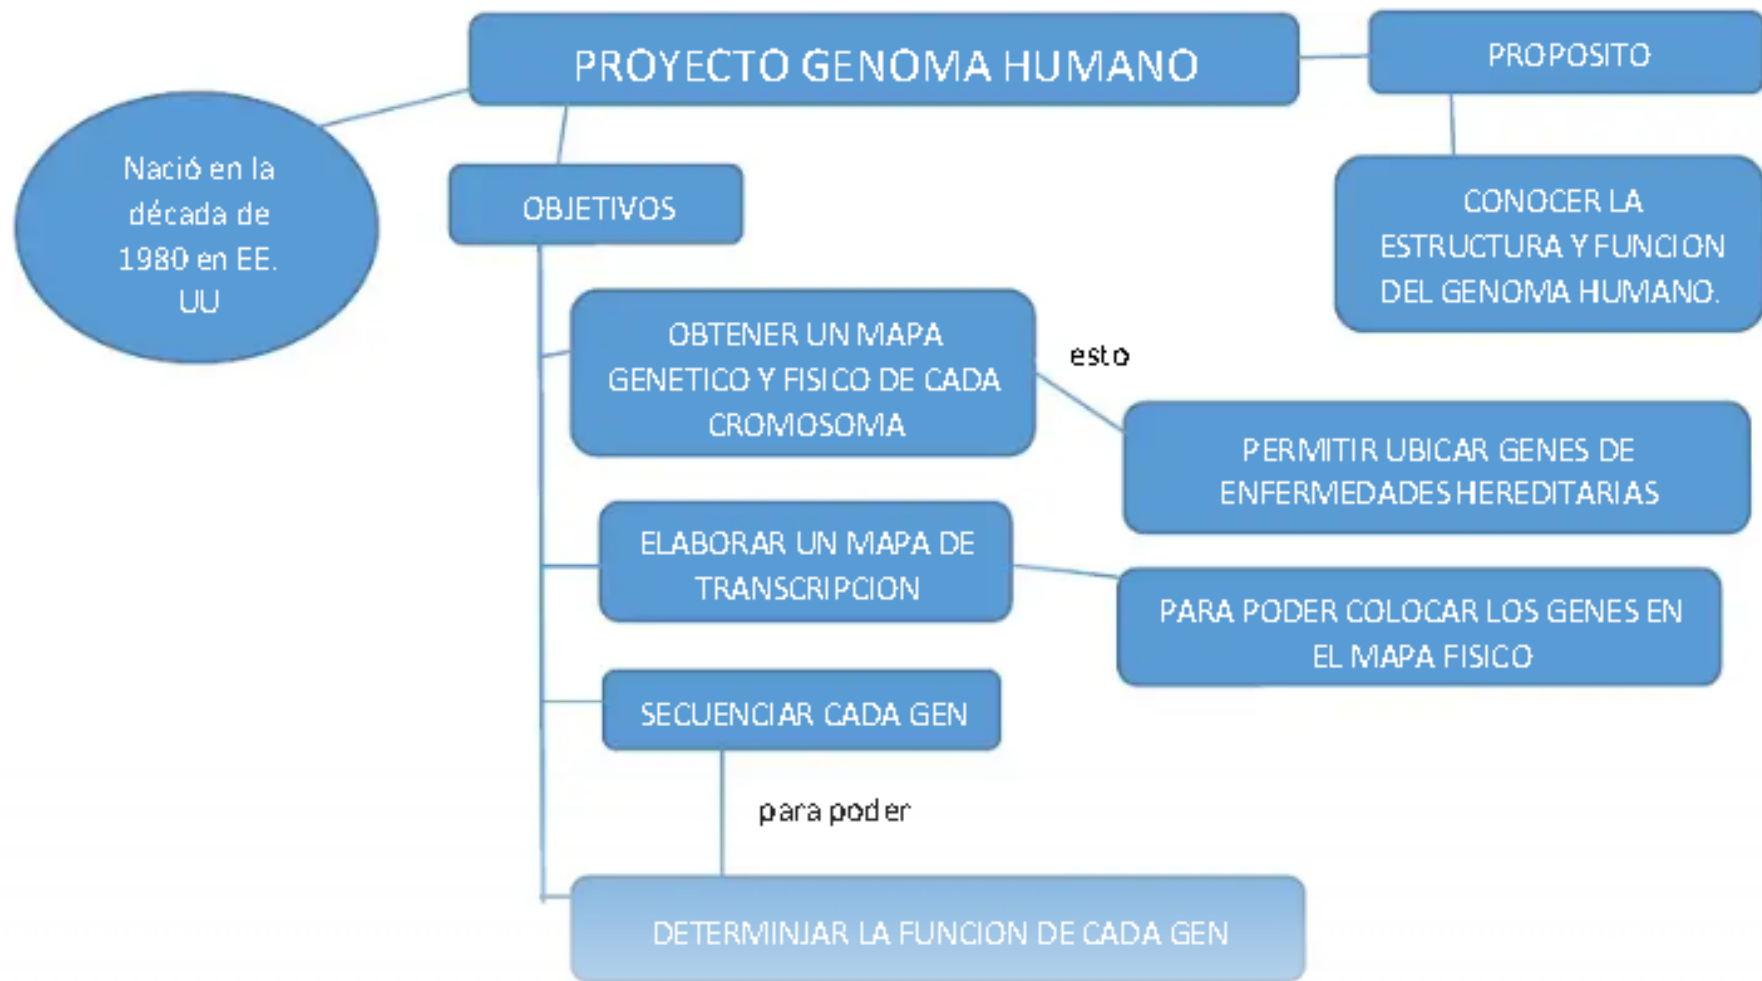 PROYECTO GENOMA HUMANO
PROPOSITO
Nació en la
década de
1980 en EE.
UU
OBJETIVOS
CONOCER LA
ESTRUCTURA Y FUNCION
DEL GENOMA HUMANO.
OBTENER UN MAPA
GENETICO Y FISICO DE CADA
CROMOSOMA
esto
PERMITIR UBICAR GENES DE
ENFERMEDADES HEREDITARIAS
ELABORAR UN MAPA DE
TRANSCRIPCION
PARA PODER COLOCAR LOS GENES EN
EL MAPA FISICO
SECUENCIAR CADA GEN
para poder
DETERMINJAR LA FUNCION DE CADA GEN